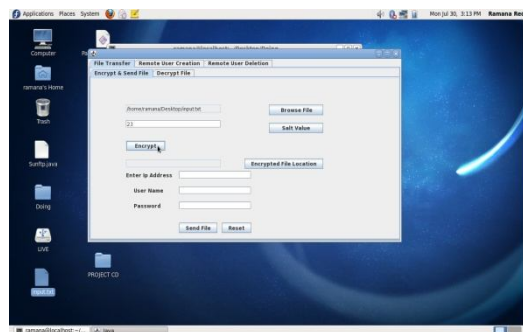 Applications Places System Mon Jul 30, 3:13 PM Ramana Red
Computer
ramana's Home
Trash
Sunftp.java
Doing
LIVE
input.txt
PROJECT CD
File Transfer Remote User Creation Remote User Deletion
Encrypt & Send File Decrypt File
/home/ramana/Desktop/input.txt Browse File
23 Salt Value
Encrypt
Encrypted File Location
Enter Ip Address
User Name
Password
Send File Reset
ramana@localhost:~/... Java